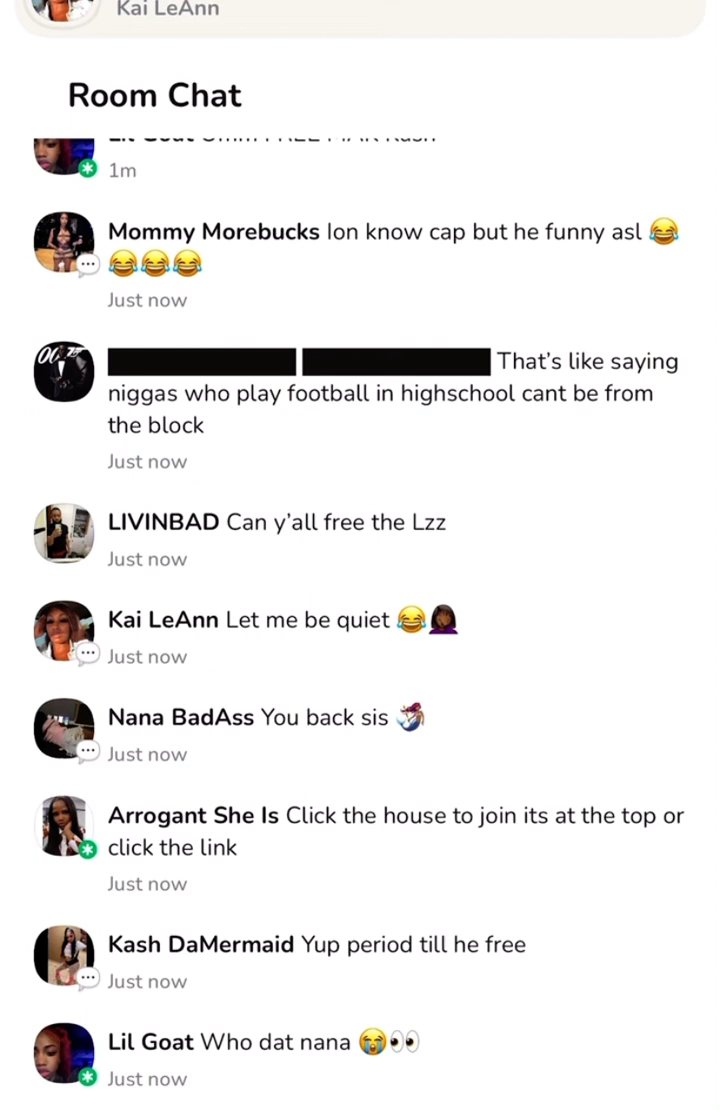 Kai LeAnn
Room Chat
1m
Mommy Morebucks Ion know cap but he funny asl 😂
😂😂😂
Just now
That's like saying
niggas who play football in highschool cant be from
the block
Just now
LIVINBAD Can y'all free the Lzz
Just now
Kai LeAnn Let me be quiet 😂🤦🏾‍♀️
Just now
Nana BadAss You back sis 🧜🏽‍♀️
Just now
Arrogant She Is Click the house to join its at the top or
click the link
Just now
Kash DaMermaid Yup period till he free
Just now
Lil Goat Who dat nana 😭👀
Just now